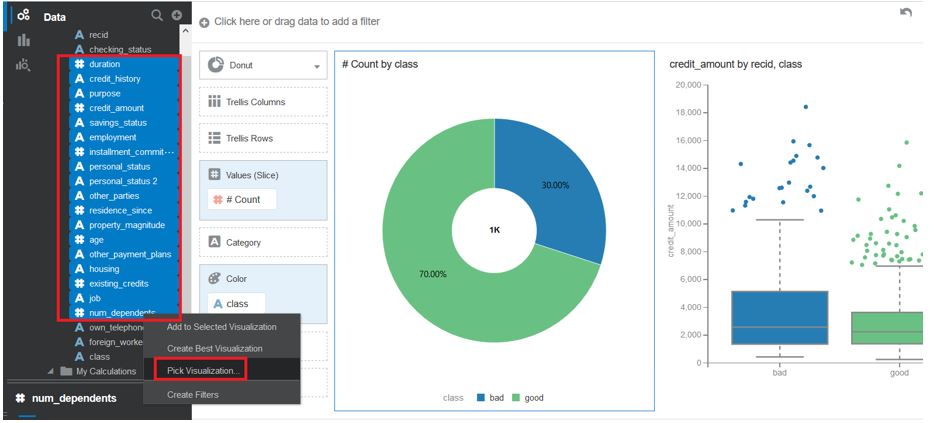 Data
recid
checking_status
duration
credit_history
purpose
credit_amount
savings_status
employment
installment_commit···
personal_status
personal_status 2
other_parties
residence_since
property_magnitude
age
other_payment_plans
housing
existing_credits
job
num_dependents
own_telephon
foreign_worke
class
My Calculations
num_dependents
Add to Selected Visualization
Create Best Visualization
Pick Visualization...
Create Filters
Click here or drag data to add a filter
Donut
Trellis Columns
Trellis Rows
Values (Slice)
# Count
Category
Color
class
# Count by class
30.00%
1K
70.00%
class bad good
credit_amount by recid, class
20,000
18,000
16,000
14,000
12,000
10,000
8,000
6,000
4,000
2,000
0
credit_amount
bad good